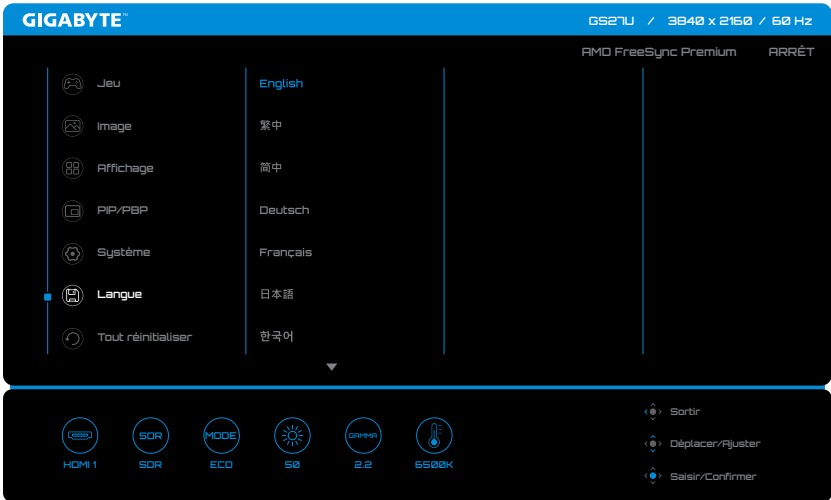 GIGABYTE™
GS27U / 3840 x 2160 / 60 Hz
AMD FreeSync Premium ARRÊT
Jeu English
Image 繁中
Affichage 简中
PIP/PBP Deutsch
Système Français
Langue 日本語
Tout réinitialiser 한국어
Sortir
SDR MODE GAMMA
Déplacer/Ajuster
HDMI 1 SDR ECO 50 2.2 6500K
Saisir/Confirmer